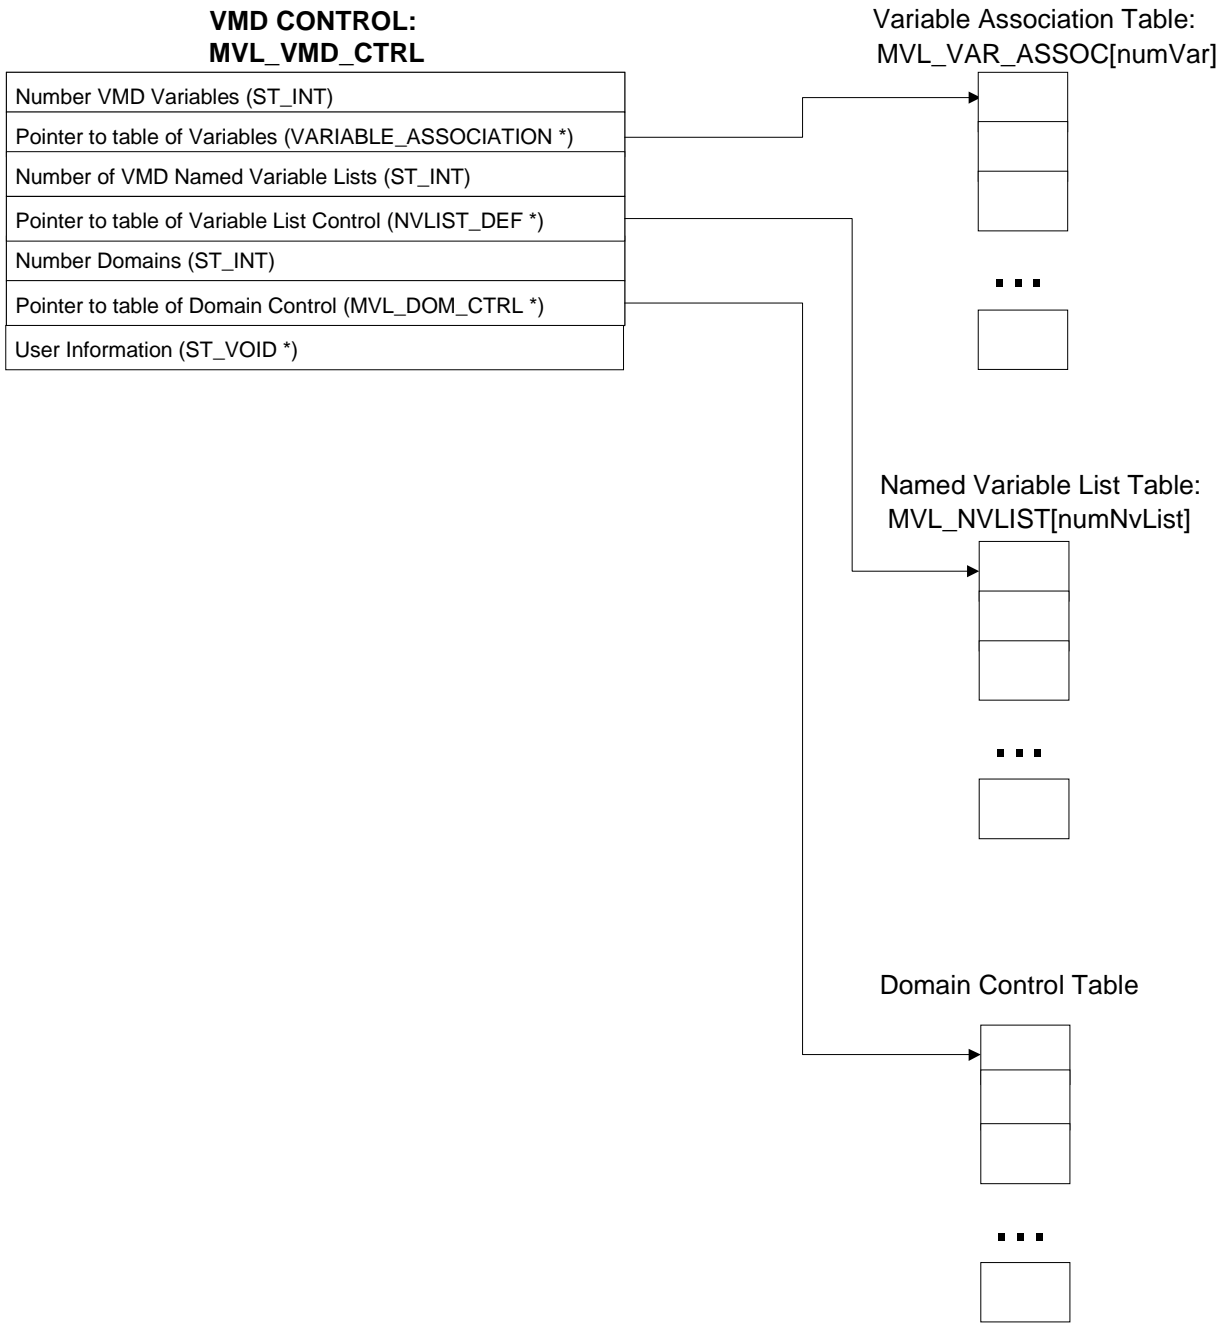 VMD CONTROL:
MVL_VMD_CTRL
Number VMD Variables (ST_INT)
Pointer to table of Variables (VARIABLE_ASSOCIATION *)
Number of VMD Named Variable Lists (ST_INT)
Pointer to table of Variable List Control (NVLIST_DEF *)
Number Domains (ST_INT)
Pointer to table of Domain Control (MVL_DOM_CTRL *)
User Information (ST_VOID *)
Variable Association Table:
MVL_VAR_ASSOC[numVar]
...
Named Variable List Table:
MVL_NVLIST[numNvList]
...
Domain Control Table
...